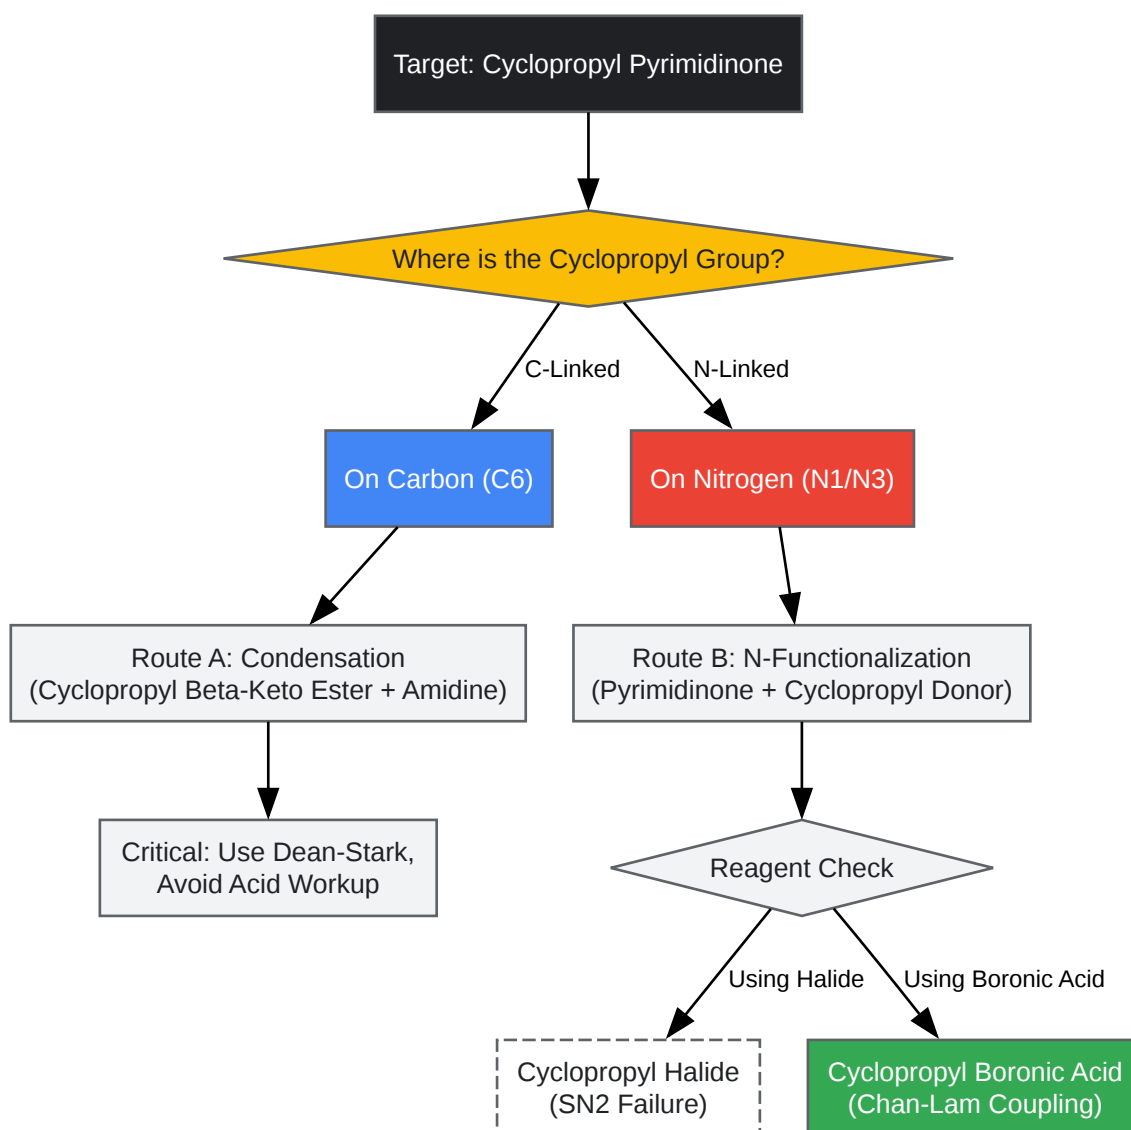 Target: Cyclopropyl Pyrimidinone
Where is the Cyclopropyl Group?
C-Linked
N-Linked
On Carbon (C6)
On Nitrogen (N1/N3)
Route A: Condensation
(Cyclopropyl Beta-Keto Ester + Amidine)
Route B: N-Functionalization
(Pyrimidinone + Cyclopropyl Donor)
Critical: Use Dean-Stark,
Avoid Acid Workup
Reagent Check
Using Halide
Using Boronic Acid
Cyclopropyl Halide
(SN2 Failure)
Cyclopropyl Boronic Acid
(Chan-Lam Coupling)